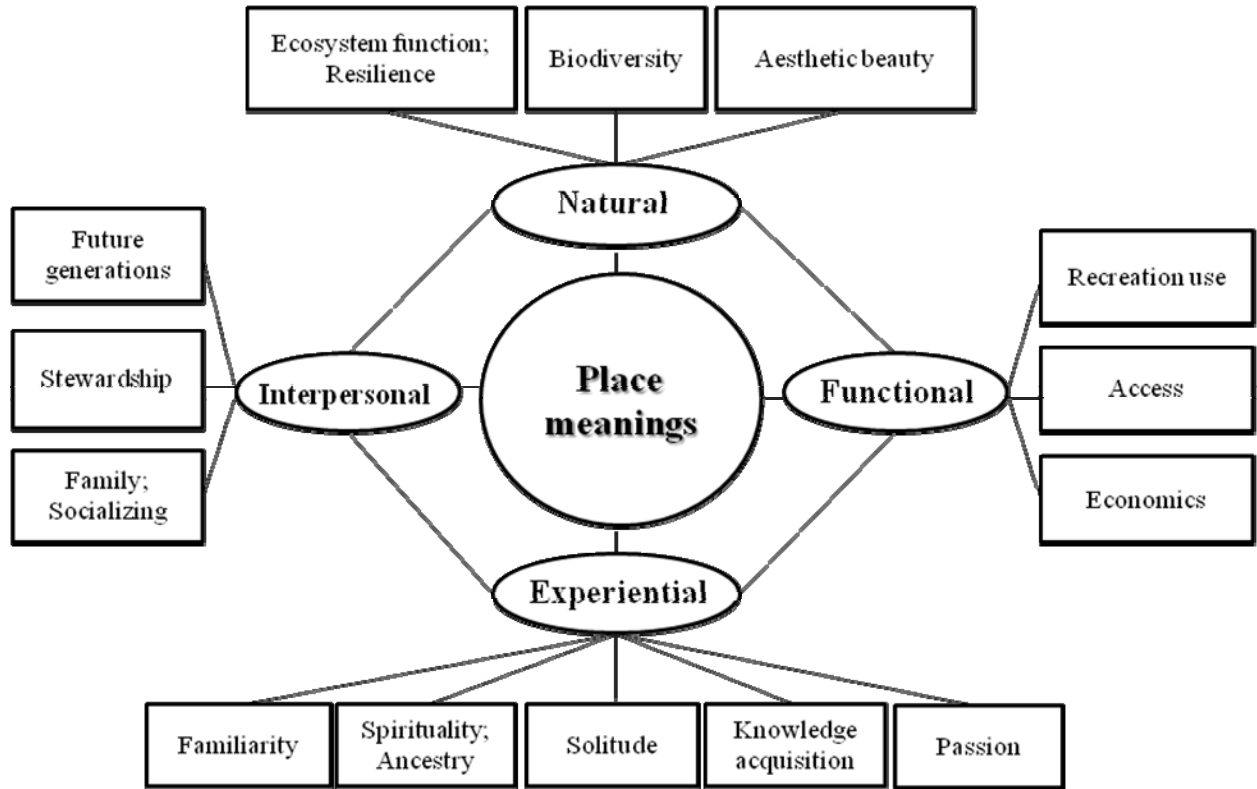 Ecosystem function;
Resilience
Biodiversity
Aesthetic beauty
Natural
Future
generations
Stewardship
Family;
Socializing
Interpersonal
Place
meanings
Functional
Recreation use
Access
Economics
Experiential
Familiarity
Spirituality;
Ancestry
Solitude
Knowledge
acquisition
Passion